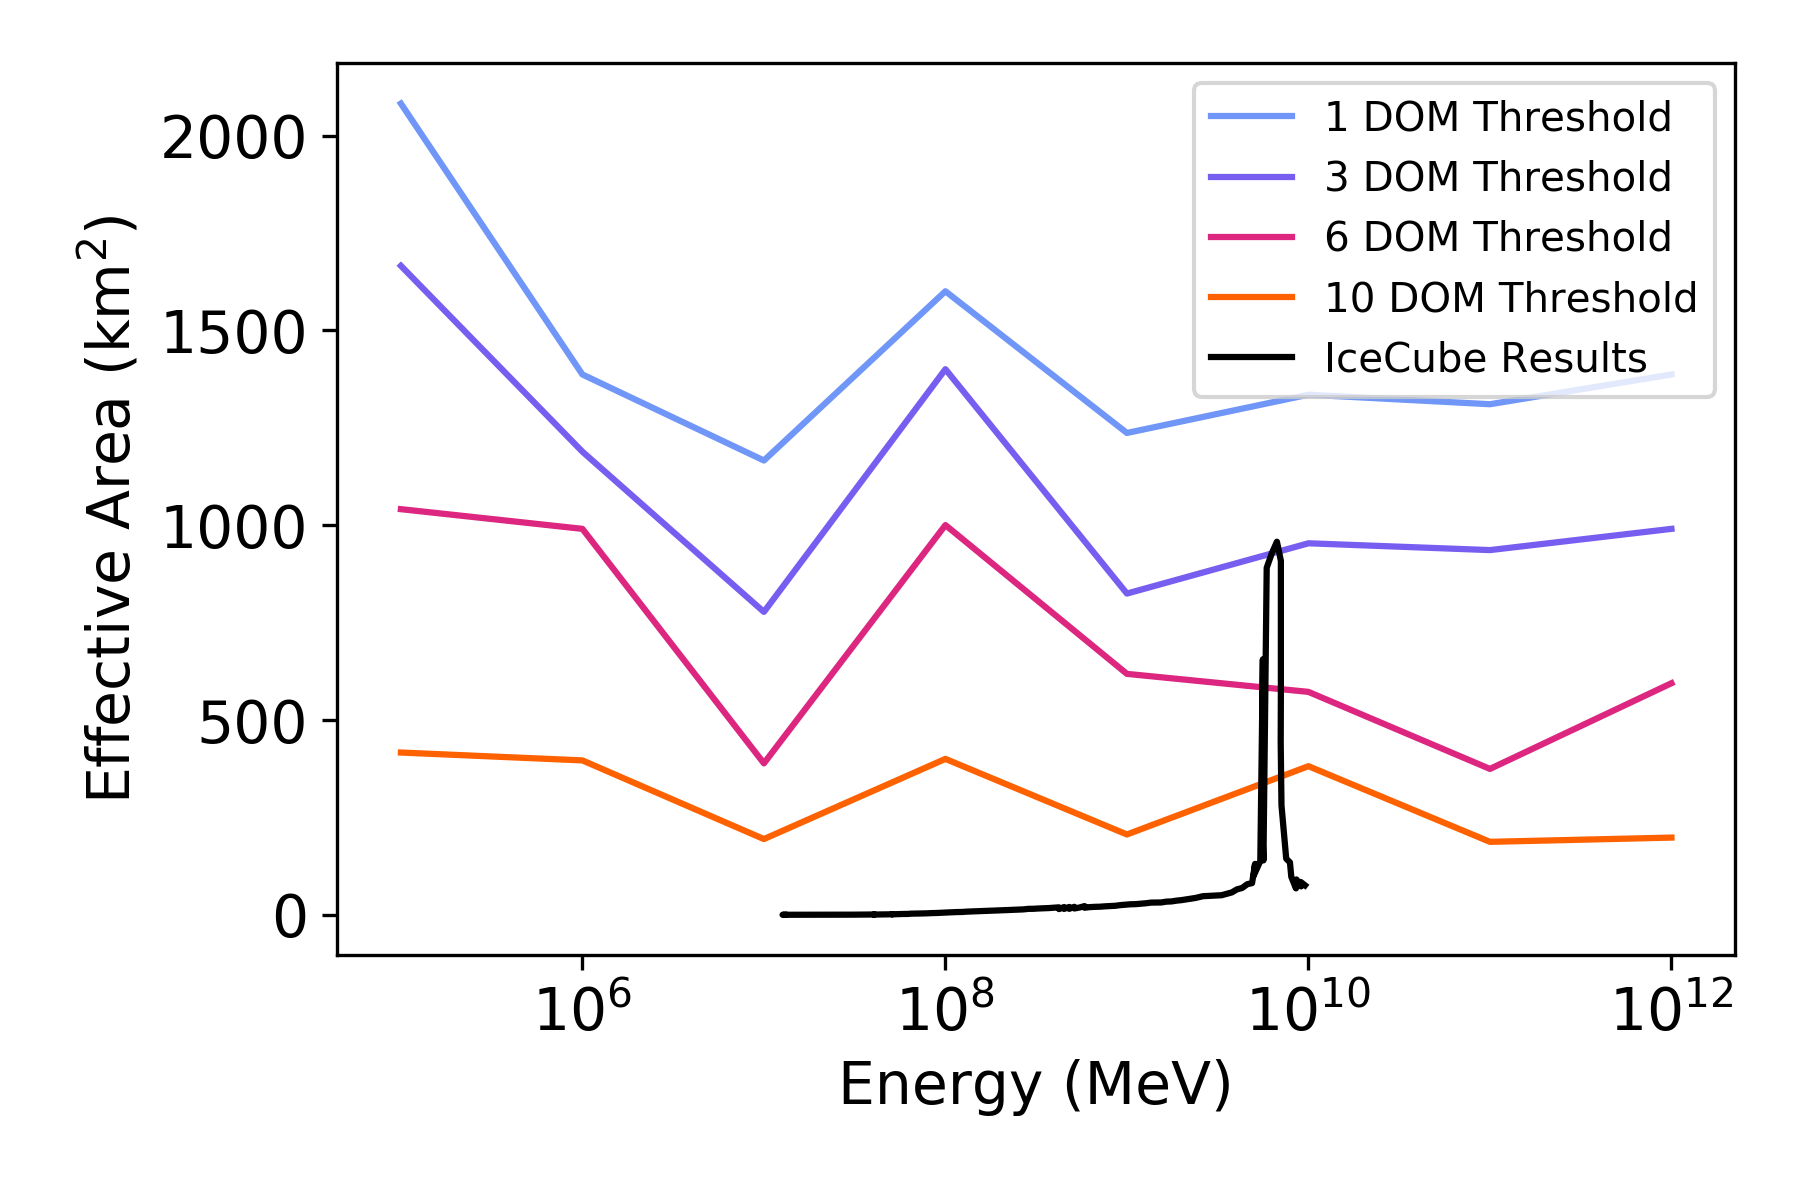 2000
1500
1000
500
0
Effective Area (km²)
1 DOM Threshold
3 DOM Threshold
6 DOM Threshold
10 DOM Threshold
IceCube Results
10⁶ 10⁸ 10¹⁰ 10¹²
Energy (MeV)